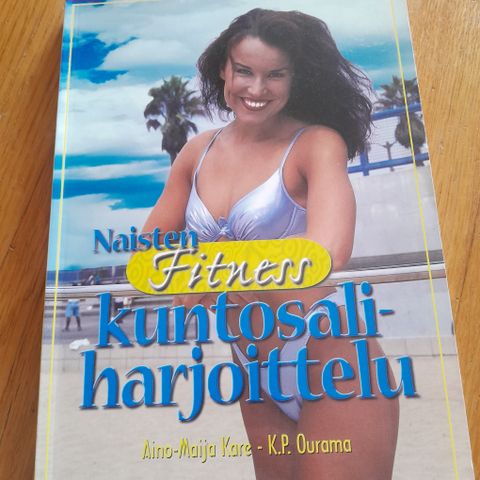 Naisten
Fitness
kuntosali-
harjoittelu
Aino-Maija Kare - K.P. Ourama